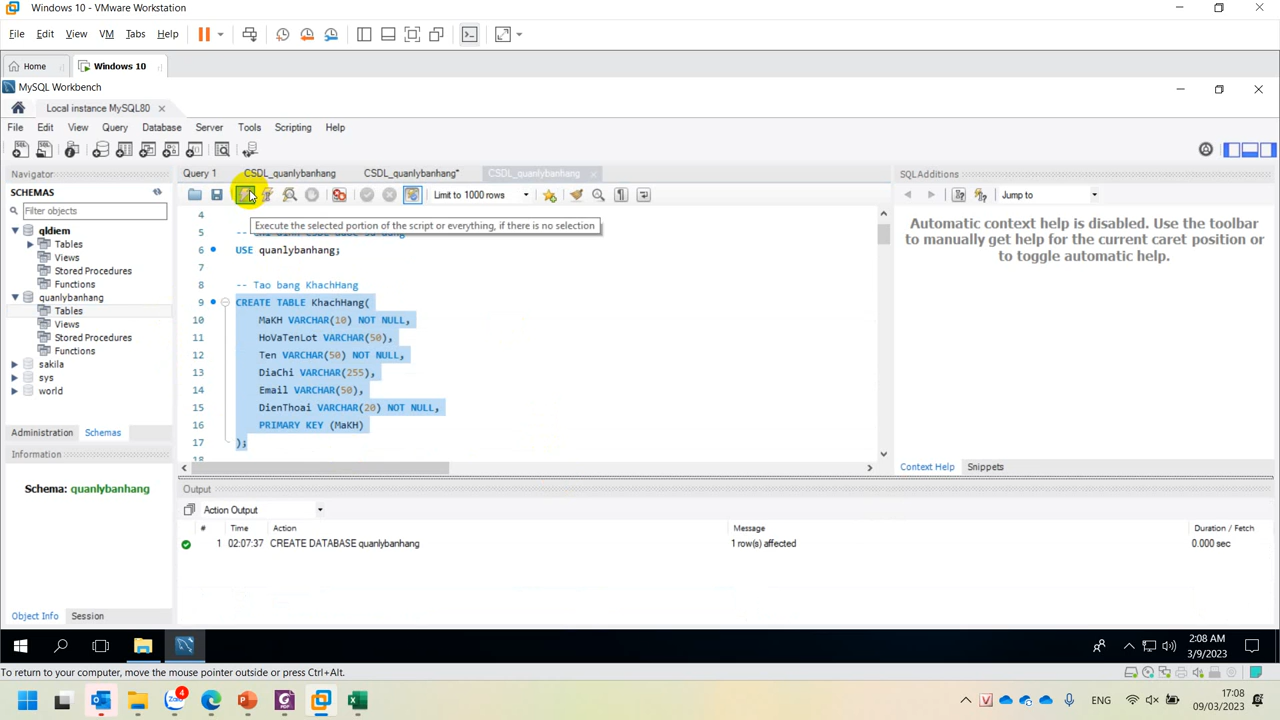 Windows 10 - VMware Workstation
File Edit View VM Tabs Help
Home Windows 10
MySQL Workbench
Local instance MySQL80
File Edit View Query Database Server Tools Scripting Help
Navigator
SCHEMAS
Filter objects
qldiem
Tables
Views
Stored Procedures
Functions
quanlybanhang
Tables
Views
Stored Procedures
Functions
sakila
sys
world
Administration Schemas
Information
Schema: quanlybanhang
Object Info Session
Query 1 CSDL_quanlybanhang CSDL_quanlybanhang* CSDL_quanlybanhang
Limit to 1000 rows
4
Execute the selected portion of the script or everything, if there is no selection
5
6 USE quanlybanhang;
7
8 -- Tao bang KhachHang
9 CREATE TABLE KhachHang(
10 MaKH VARCHAR(10) NOT NULL,
11 HoVaTenLot VARCHAR(50),
12 Ten VARCHAR(50) NOT NULL,
13 DiaChi VARCHAR(255),
14 Email VARCHAR(50),
15 DienThoai VARCHAR(20) NOT NULL,
16 PRIMARY KEY (MaKH)
17 );
18
SQLAdditions
Jump to
Automatic context help is disabled. Use the toolbar
to manually get help for the current caret position or
to toggle automatic help.
Context Help Snippets
Output
Action Output
# Time Action Message Duration / Fetch
1 02:07:37 CREATE DATABASE quanlybanhang 1 row(s) affected 0.000 sec
2:08 AM
3/9/2023
To return to your computer, move the mouse pointer outside or press Ctrl+Alt.
Zalo 4
ENG
17:08
09/03/2023